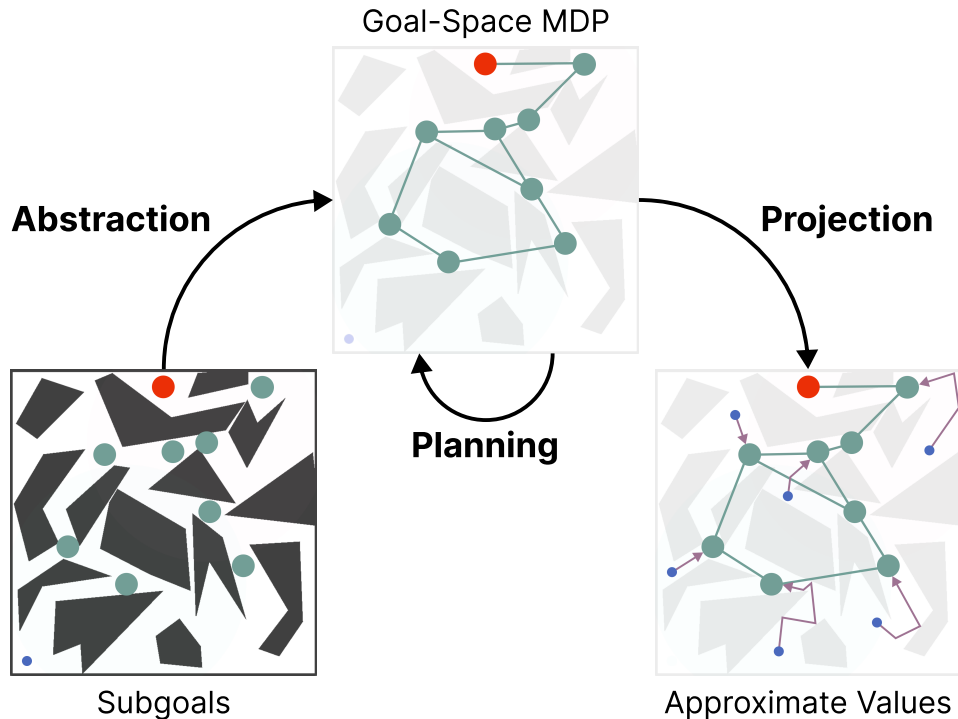 Goal-Space MDP
Abstraction
Projection
Planning
Subgoals
Approximate Values